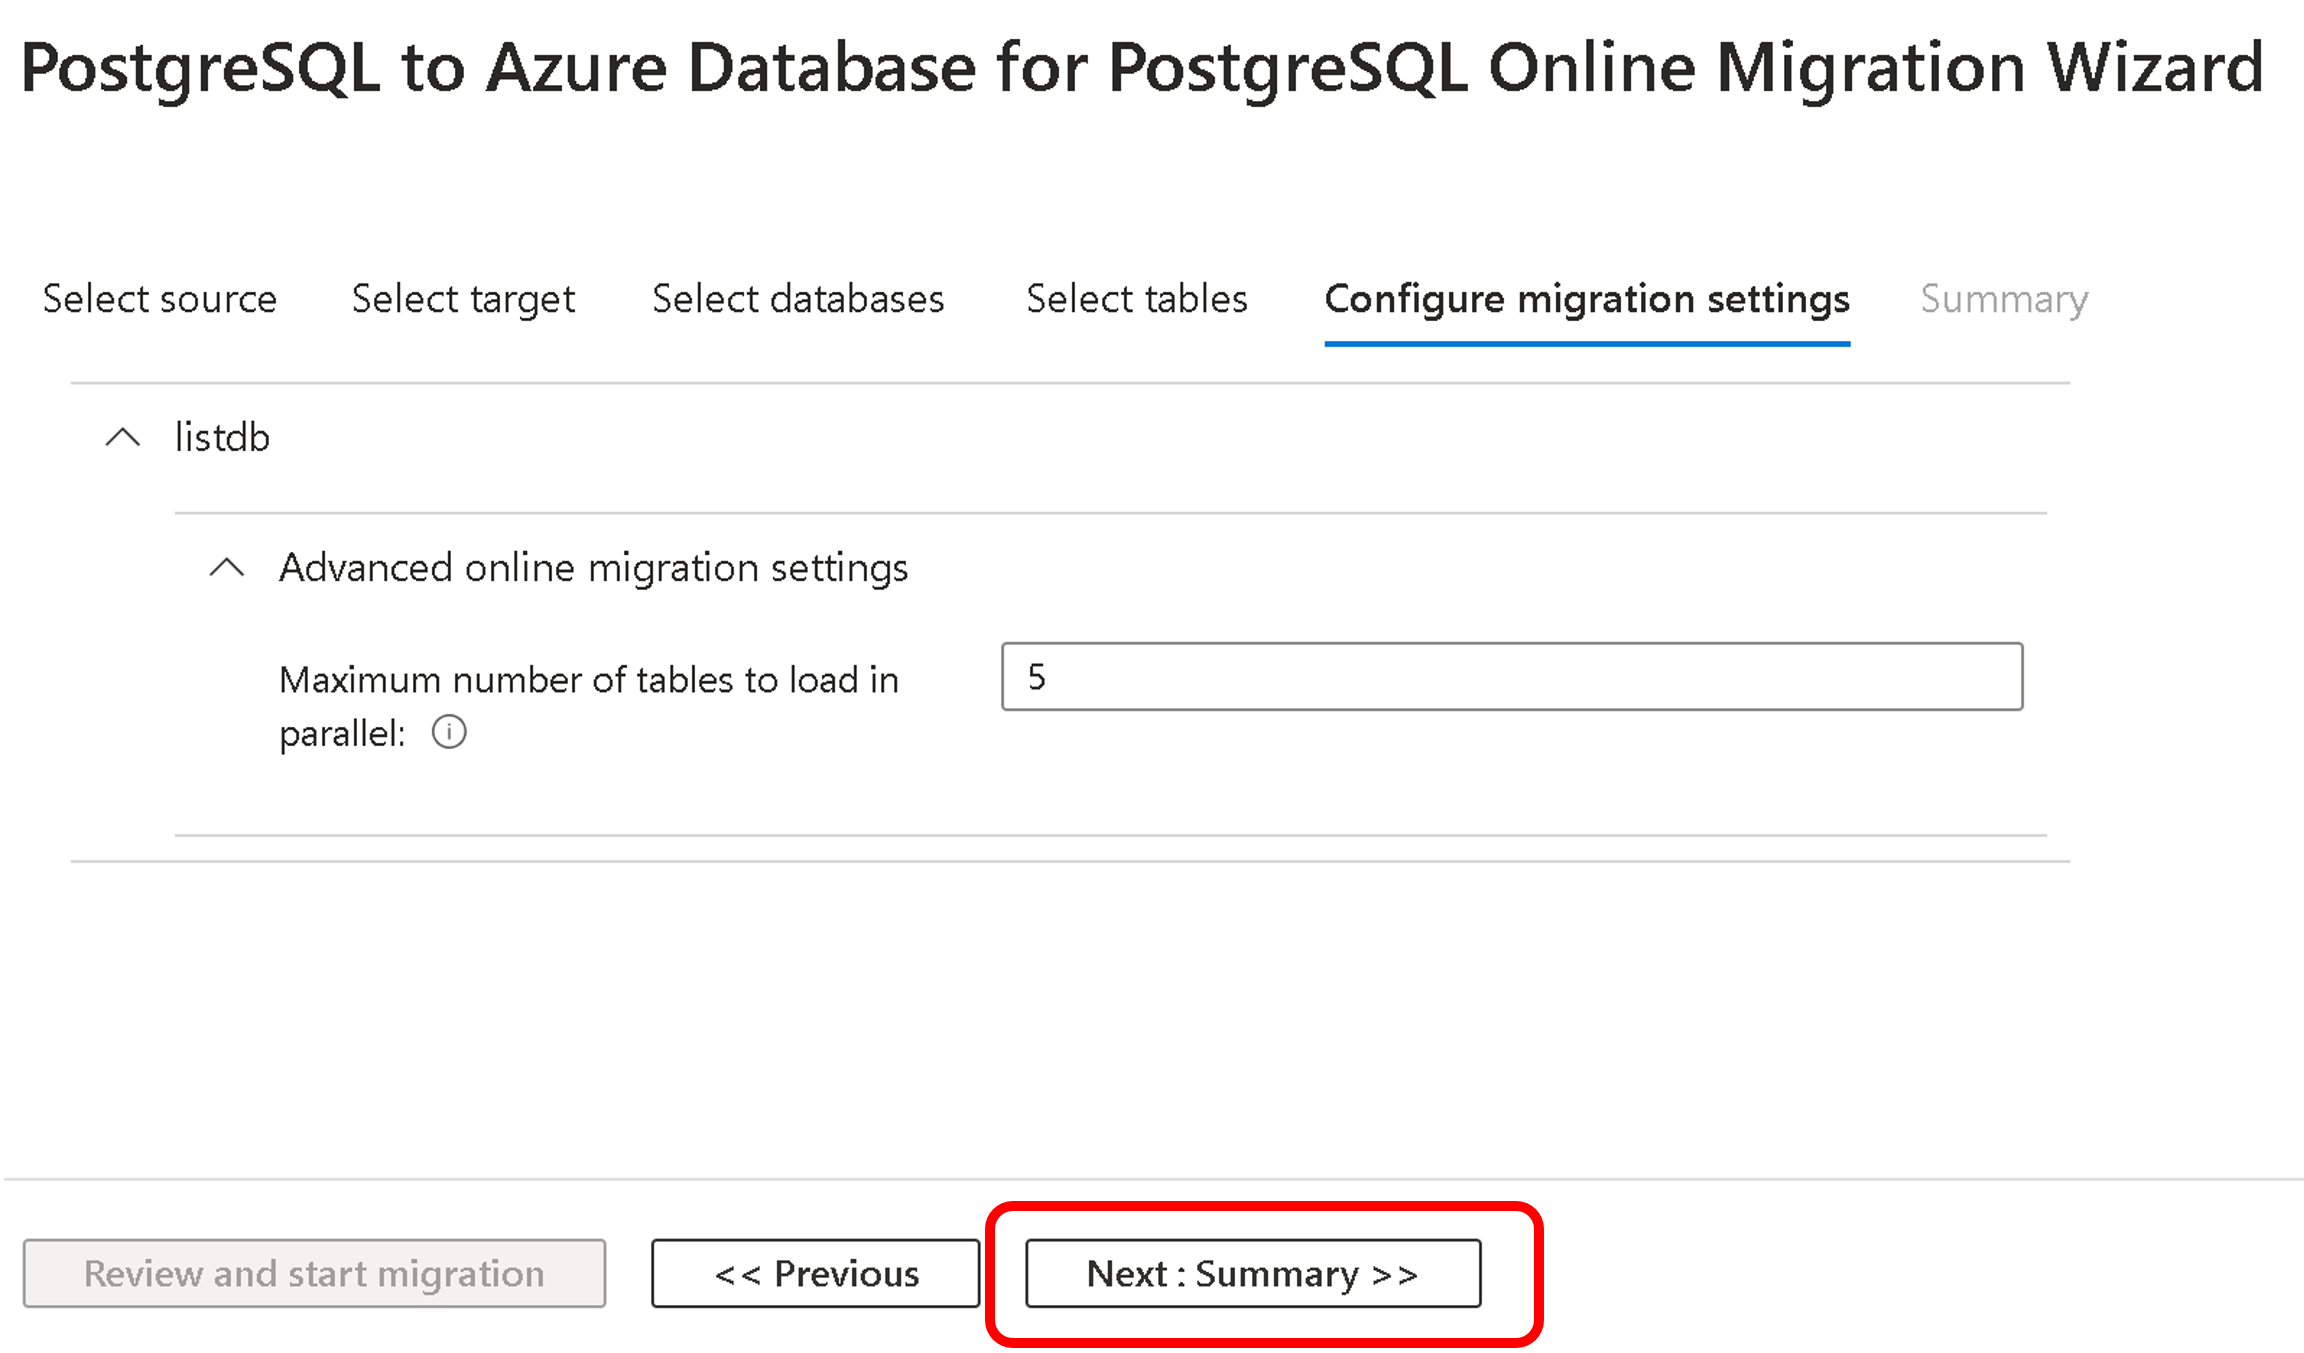 PostgreSQL to Azure Database for PostgreSQL Online Migration Wizard
Select source Select target Select databases Select tables Configure migration settings Summary
listdb
Advanced online migration settings
Maximum number of tables to load in 5
parallel:
Review and start migration << Previous Next : Summary >>